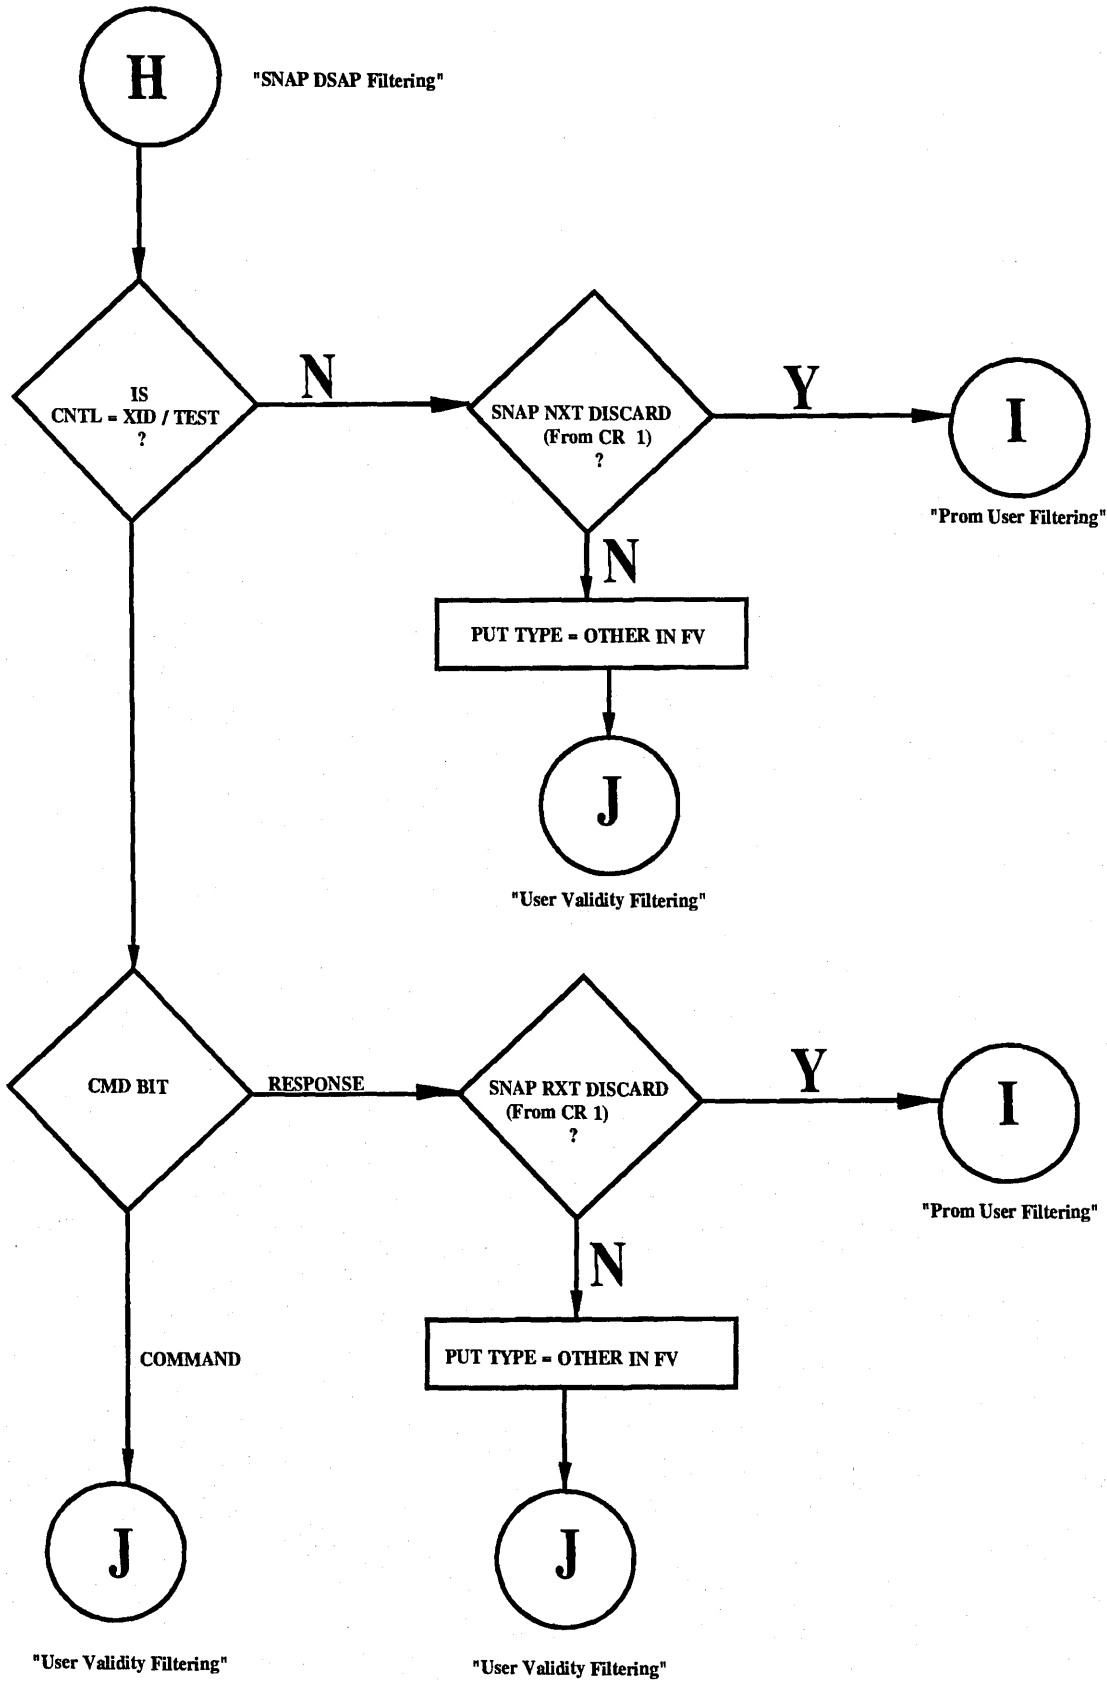 H
"SNAP DSAP Filtering"
IS
CNTL = XID / TEST
?
N
SNAP NXT DISCARD
(From CR 1)
?
Y
I
"Prom User Filtering"
N
PUT TYPE = OTHER IN FV
J
"User Validity Filtering"
CMD BIT
RESPONSE
SNAP RXT DISCARD
(From CR 1)
?
Y
I
"Prom User Filtering"
N
PUT TYPE = OTHER IN FV
COMMAND
J
"User Validity Filtering"
J
"User Validity Filtering"